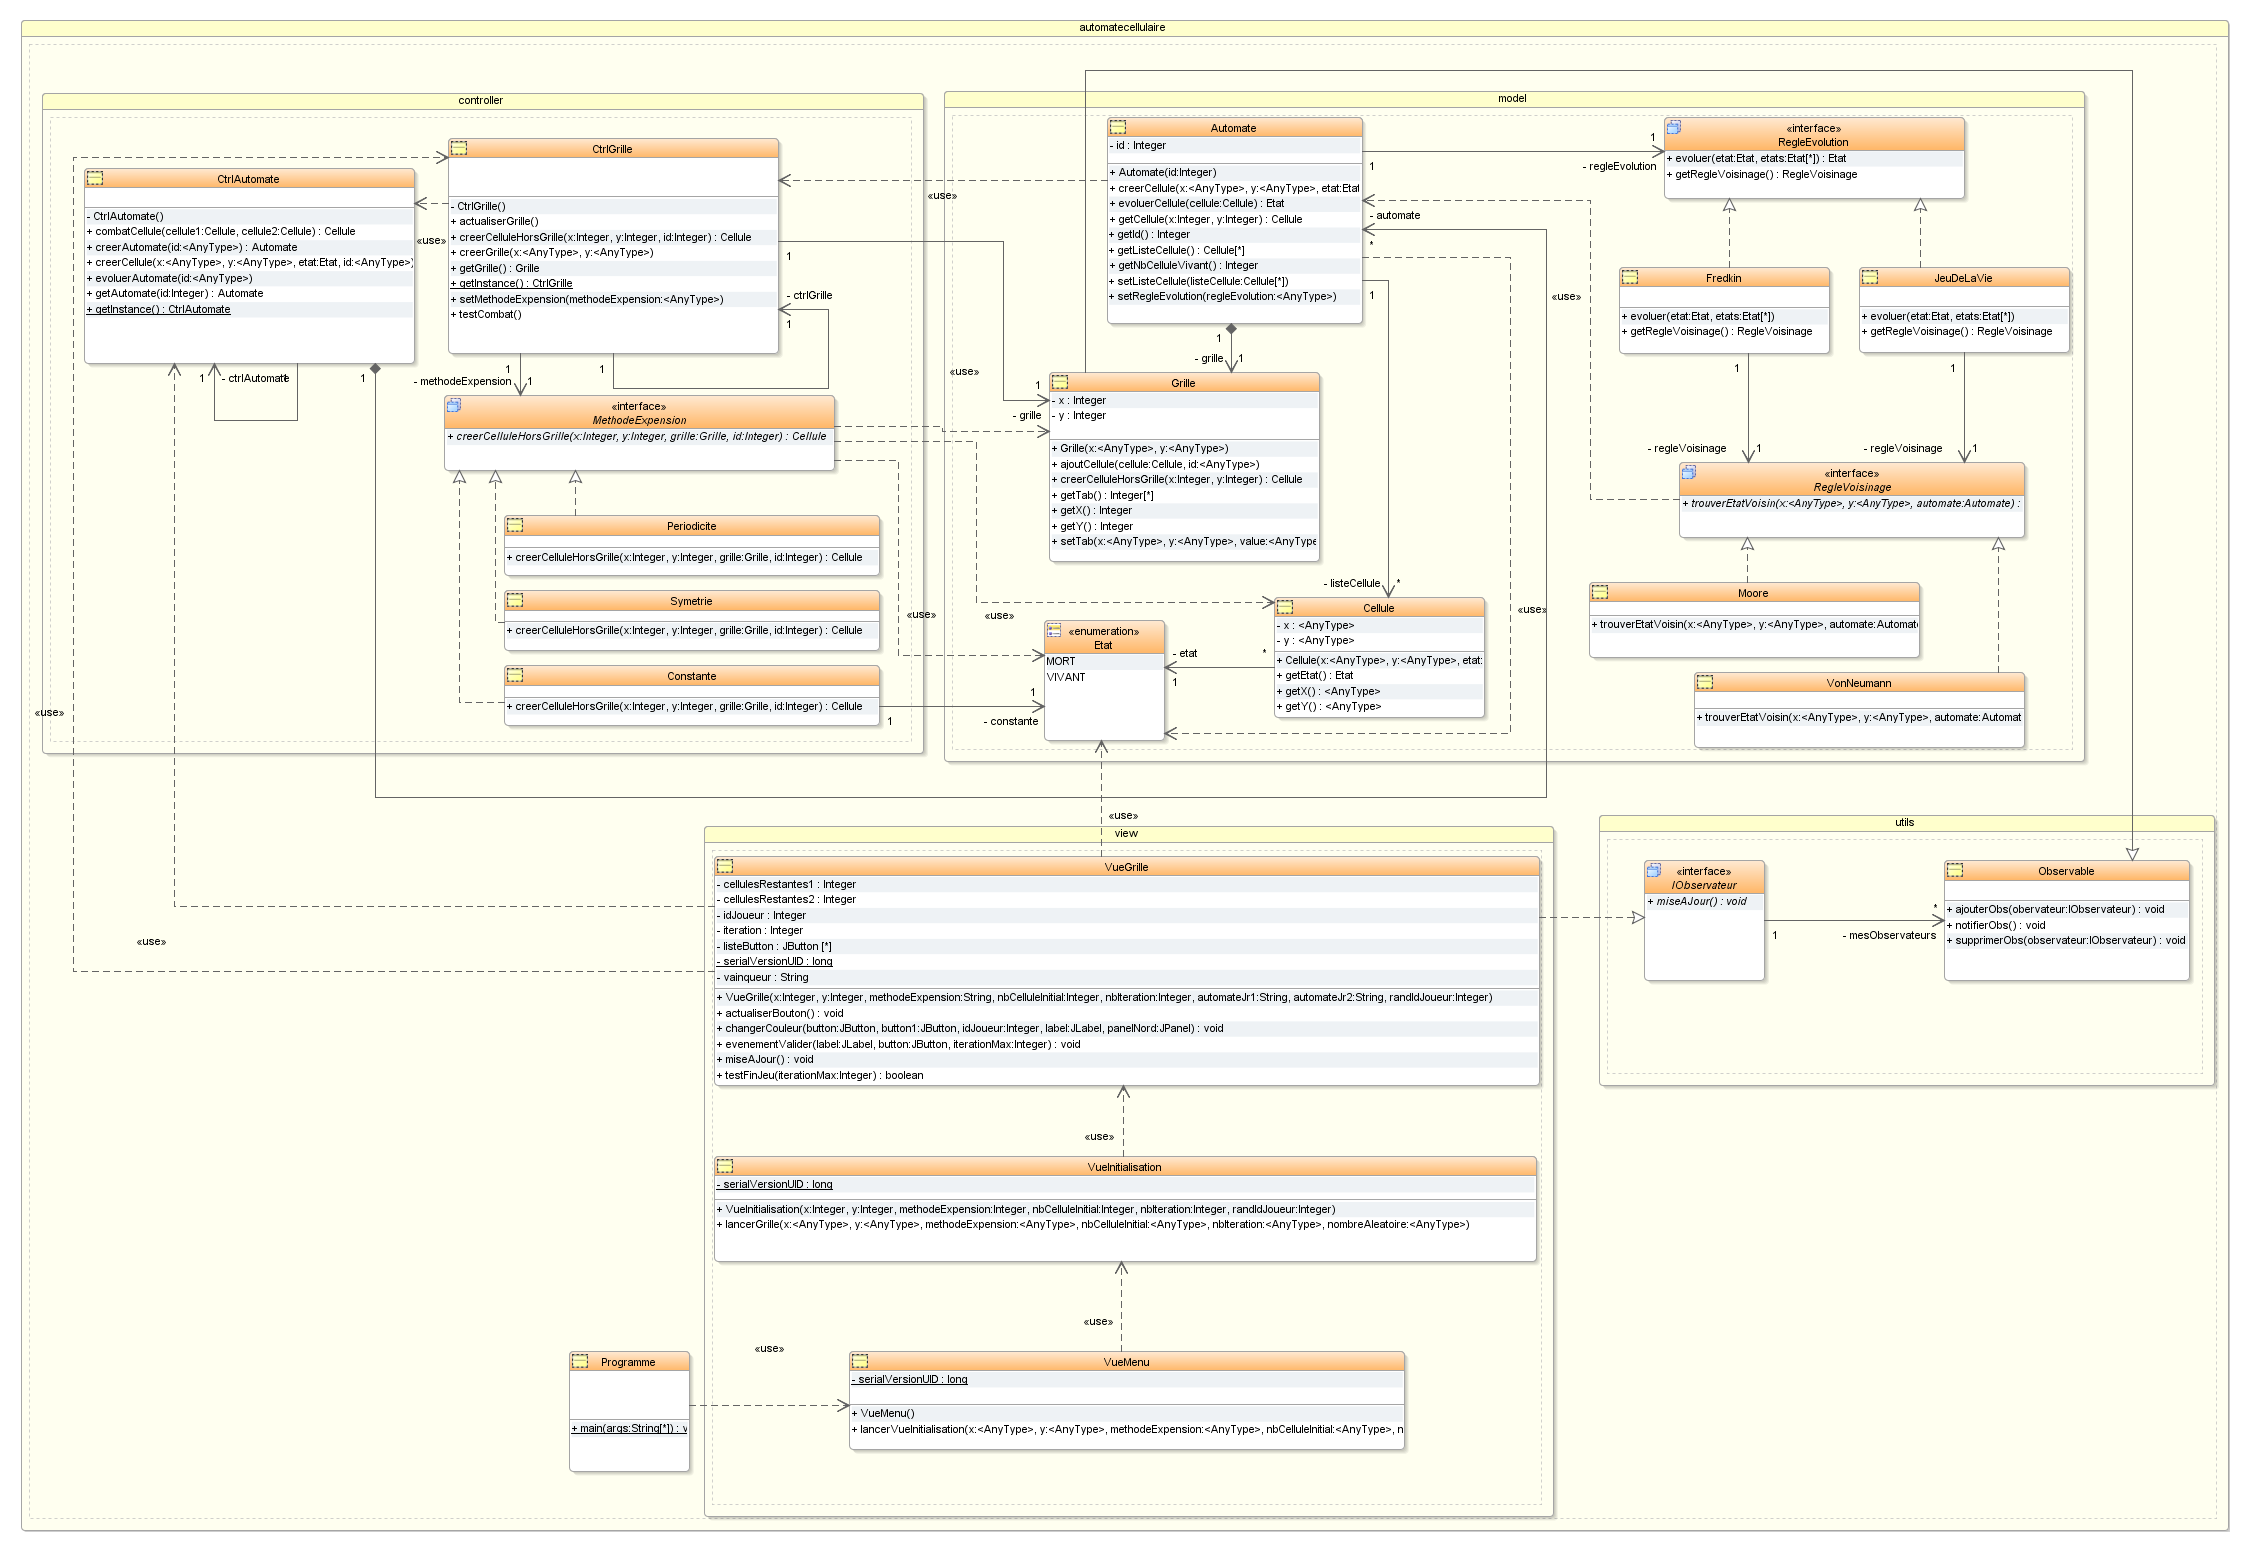 automatecellulaire
controller
CtrlGrille
- CtrlGrille()
+ actualiserGrille()
+ creerCelluleHorsGrille(x:Integer, y:Integer, id:Integer) : Cellule
+ creerGrille(x:<AnyType>, y:<AnyType>)
+ getGrille() : Grille
+ getInstance() : CtrlGrille
+ setMethodeExpension(methodeExpension:<AnyType>)
+ testCombat()
CtrlAutomate
- CtrlAutomate()
+ combatCellule(cellule1:Cellule, cellule2:Cellule) : Cellule
+ creerAutomate(id:<AnyType>) : Automate
+ creerCellule(x:<AnyType>, y:<AnyType>, etat:Etat, id:<AnyType>)
+ evoluerAutomate(id:<AnyType>)
+ getAutomate(id:Integer) : Automate
+ getInstance() : CtrlAutomate
«use»
1
- ctrlGrille
1
1
1
- ctrlAutomate
1
1
1
- methodeExpension
1
«interface»
MethodeExpension
+ creerCelluleHorsGrille(x:Integer, y:Integer, grille:Grille, id:Integer) : Cellule
Periodicite
+ creerCelluleHorsGrille(x:Integer, y:Integer, grille:Grille, id:Integer) : Cellule
Symetrie
+ creerCelluleHorsGrille(x:Integer, y:Integer, grille:Grille, id:Integer) : Cellule
Constante
+ creerCelluleHorsGrille(x:Integer, y:Integer, grille:Grille, id:Integer) : Cellule
1
«use»
«use»
«use»
model
Automate
- id : Integer
+ Automate(id:Integer)
+ creerCellule(x:<AnyType>, y:<AnyType>, etat:Etat
+ evoluerCellule(cellule:Cellule) : Etat
+ getCellule(x:Integer, y:Integer) : Cellule
+ getId() : Integer
+ getListeCellule() : Cellule[*]
+ getNbCelluleVivant() : Integer
+ setListeCellule(listeCellule:Cellule[*])
+ setRegleEvolution(regleEvolution:<AnyType>)
1
1
- regleEvolution
«interface»
RegleEvolution
+ evoluer(etat:Etat, etats:Etat[*]) : Etat
+ getRegleVoisinage() : RegleVoisinage
«use»
- automate
*
1
«use»
Fredkin
+ evoluer(etat:Etat, etats:Etat[*])
+ getRegleVoisinage() : RegleVoisinage
1
JeuDeLaVie
+ evoluer(etat:Etat, etats:Etat[*])
+ getRegleVoisinage() : RegleVoisinage
1
1
- grille
1
«use»
1
- grille
Grille
- x : Integer
- y : Integer
+ Grille(x:<AnyType>, y:<AnyType>)
+ ajoutCellule(cellule:Cellule, id:<AnyType>)
+ creerCelluleHorsGrille(x:Integer, y:Integer) : Cellule
+ getTab() : Integer[*]
+ getX() : Integer
+ getY() : Integer
+ setTab(x:<AnyType>, y:<AnyType>, value:<AnyType
- regleVoisinage
1
- regleVoisinage
1
«interface»
RegleVoisinage
+ trouverEtatVoisin(x:<AnyType>, y:<AnyType>, automate:Automate) :
- listeCellule
*
«use»
«use»
Cellule
- x : <AnyType>
- y : <AnyType>
+ Cellule(x:<AnyType>, y:<AnyType>, etat:
+ getEtat() : Etat
+ getX() : <AnyType>
+ getY() : <AnyType>
«enumeration»
Etat
MORT
VIVANT
- etat
*
1
1
- constante
Moore
+ trouverEtatVoisin(x:<AnyType>, y:<AnyType>, automate:Automat
VonNeumann
+ trouverEtatVoisin(x:<AnyType>, y:<AnyType>, automate:Automat
«use»
view
VueGrille
- cellulesRestantes1 : Integer
- cellulesRestantes2 : Integer
- idJoueur : Integer
- iteration : Integer
- listeButton : JButton [*]
- serialVersionUID : long
- vainqueur : String
+ VueGrille(x:Integer, y:Integer, methodeExpension:String, nbCelluleInitial:Integer, nbIteration:Integer, automateJr1:String, automateJr2:String, randIdJoueur:Integer)
+ actualiserBouton() : void
+ changerCouleur(button:JButton, button1:JButton, idJoueur:Integer, label:JLabel, panelNord:JPanel) : void
+ evenementValider(label:JLabel, button:JButton, iterationMax:Integer) : void
+ miseAJour() : void
+ testFinJeu(iterationMax:Integer) : boolean
«use»
VueInitialisation
- serialVersionUID : long
+ VueInitialisation(x:Integer, y:Integer, methodeExpension:Integer, nbCelluleInitial:Integer, nbIteration:Integer, randIdJoueur:Integer)
+ lancerGrille(x:<AnyType>, y:<AnyType>, methodeExpension:<AnyType>, nbCelluleInitial:<AnyType>, nbIteration:<AnyType>, nombreAleatoire:<AnyType>)
«use»
«use»
VueMenu
- serialVersionUID : long
+ VueMenu()
+ lancerVueInitialisation(x:<AnyType>, y:<AnyType>, methodeExpension:<AnyType>, nbCelluleInitial:<AnyType>, n
Programme
+ main(args:String[*]) : v
utils
«interface»
IObservateur
+ miseAJour() : void
1
*
- mesObservateurs
Observable
+ ajouterObs(obervateur:IObservateur) : void
+ notifierObs() : void
+ supprimerObs(observateur:IObservateur) : void